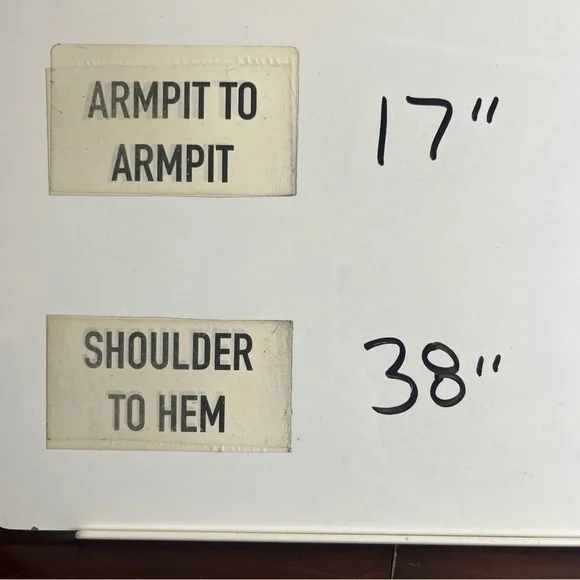 ARMPIT TO
ARMPIT
17"
SHOULDER
TO HEM
38"